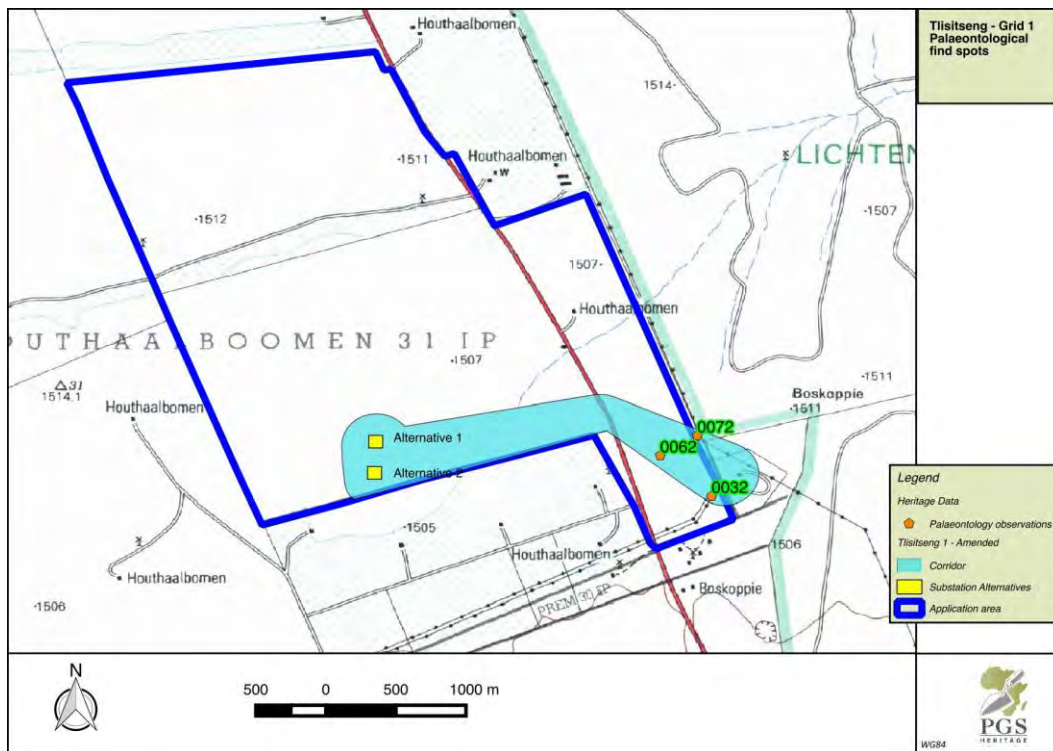 Tlisitseng - Grid 1
Palaeontological
find spots
Houthaalbomen
1514
LICHTEN
1511
Houthaalbomen
W
1512
1507
1507
Houthaalbomen
OUTHAALBOOMEN 31 IP
1507
31
1514.1
1511
Boskoppie
1511
Houthaalbomen
Alternative 1
0072
0062
Alternative 2
0032
1505
Houthaalbomen
1506
Houthaalbomen
Boskoppie
1506
PREM 30 IP
Legend
Heritage Data
Palaeontology observations
Tlisitseng 1 - Amended
Corridor
Substation Alternatives
Application area
N
500 0 500 1000 m
PGS
HERITAGE
WG84